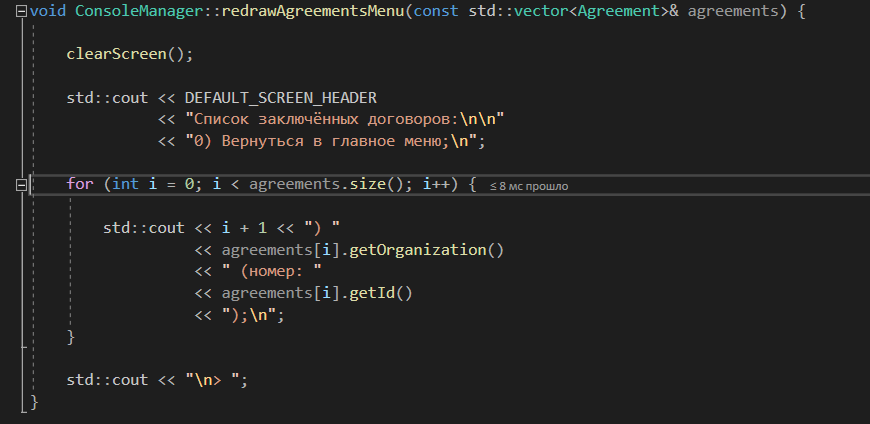 void ConsoleManager::redrawAgreementsMenu(const std::vector<Agreement>& agreements) {
clearScreen();
std::cout << DEFAULT_SCREEN_HEADER
<< "Список заключённых договоров:\n\n"
<< "0) Вернуться в главное меню;\n";
for (int i = 0; i < agreements.size(); i++) { ≤ 8 мс прошло
std::cout << i + 1 << ") "
<< agreements[i].getOrganization()
<< " (номер: "
<< agreements[i].getId()
<< ");\n";
}
std::cout << "\n> ";
}